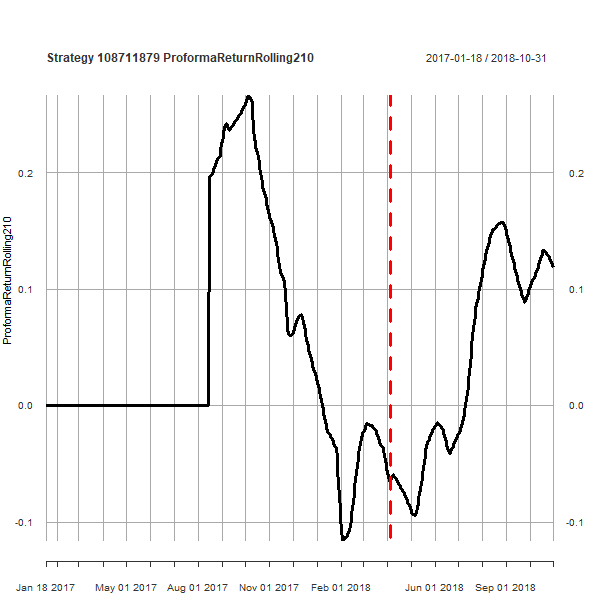 Strategy 108711879 ProformaReturnRolling210
2017-01-18 / 2018-10-31
ProformaReturnRolling210
0.2 0.2
0.1 0.1
0.0 0.0
-0.1 -0.1
Jan 18 2017 May 01 2017 Aug 01 2017 Nov 01 2017 Feb 01 2018 Jun 01 2018 Sep 01 2018